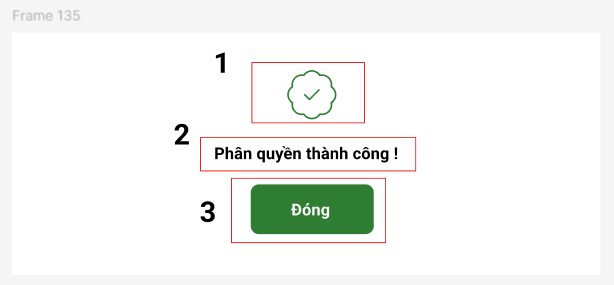 Frame 135
1
2
Phân quyền thành công !
3
Đóng